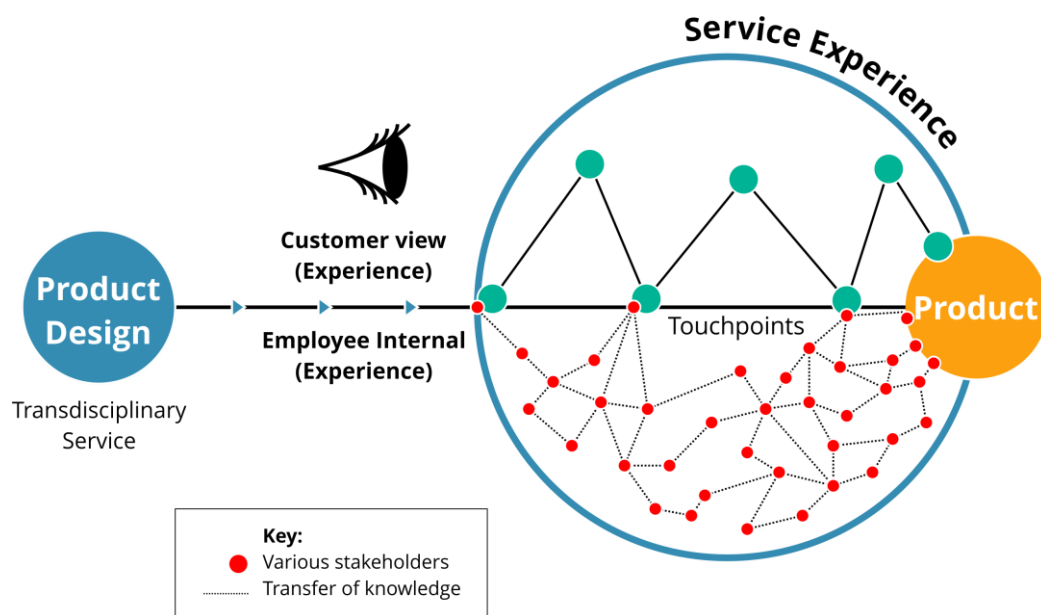 Service Experience
Customer view
(Experience)
Product
Design
Employee Internal
(Experience)
Touchpoints
Product
Transdisciplinary
Service
Key:
Various stakeholders
Transfer of knowledge